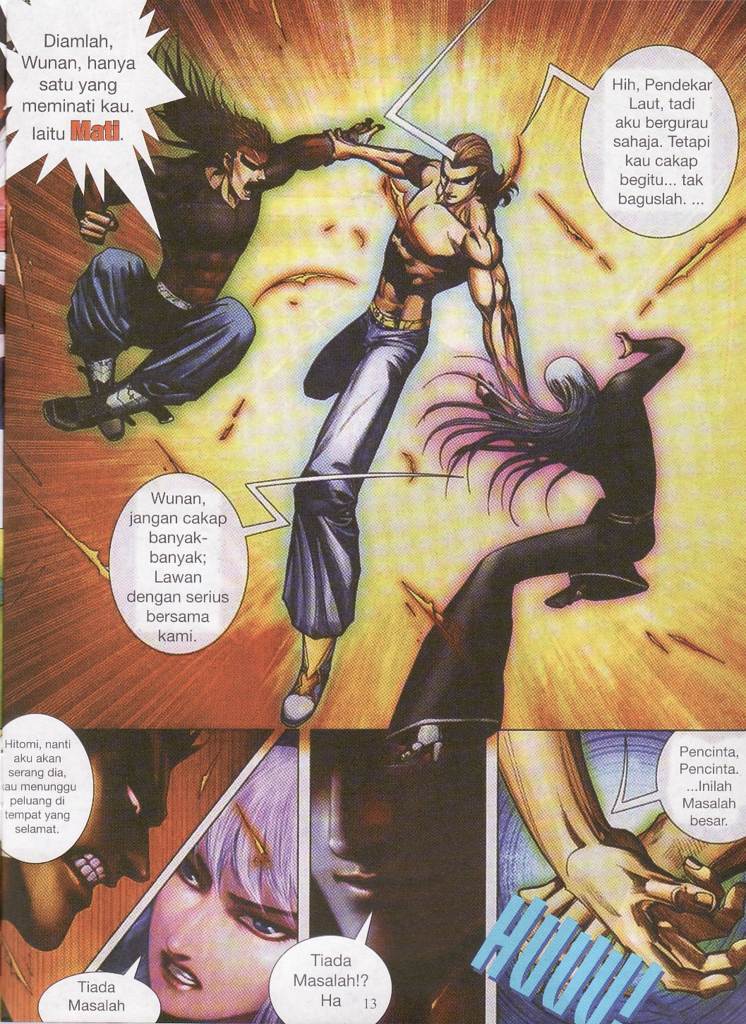 Diamlah,
Wunan, hanya
satu yang
meminati kau.
Iaitu Mati.
Hih, Pendekar
Laut, tadi
aku bergurau
sahaja. Tetapi
kau cakap
begitu... tak
baguslah. ...
Wunan,
jangan cakap
banyak-
banyak;
Lawan
dengan serius
bersama
kami.
Hitomi, nanti
aku akan
serang dia,
kau menunggu
peluang di
tempat yang
selamat.
Tiada
Masalah
Tiada
Masalah!?
Ha
Pencinta,
Pencinta.
...Inilah
Masalah
besar.
HUUUU!
13